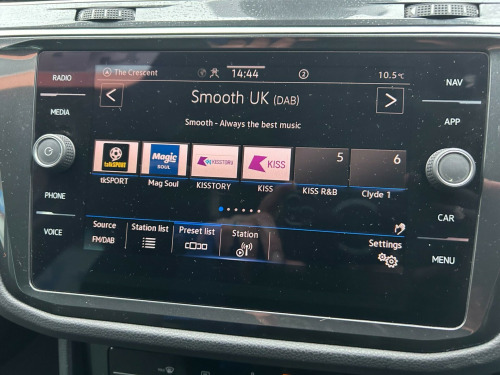 RADIO
The Crescent
14:44
2
10.5°C
NAV
MEDIA
Smooth UK (DAB)
APP
Smooth - Always the best music
talkSPORT
Magic
SOUL
KISSTORY
KISS
5
6
tkSPORT
Mag Soul
KISSTORY
KISS
KISS R&B
Clyde 1
PHONE
CAR
Source
FM/DAB
Station list
Preset list
Station
Settings
VOICE
MENU